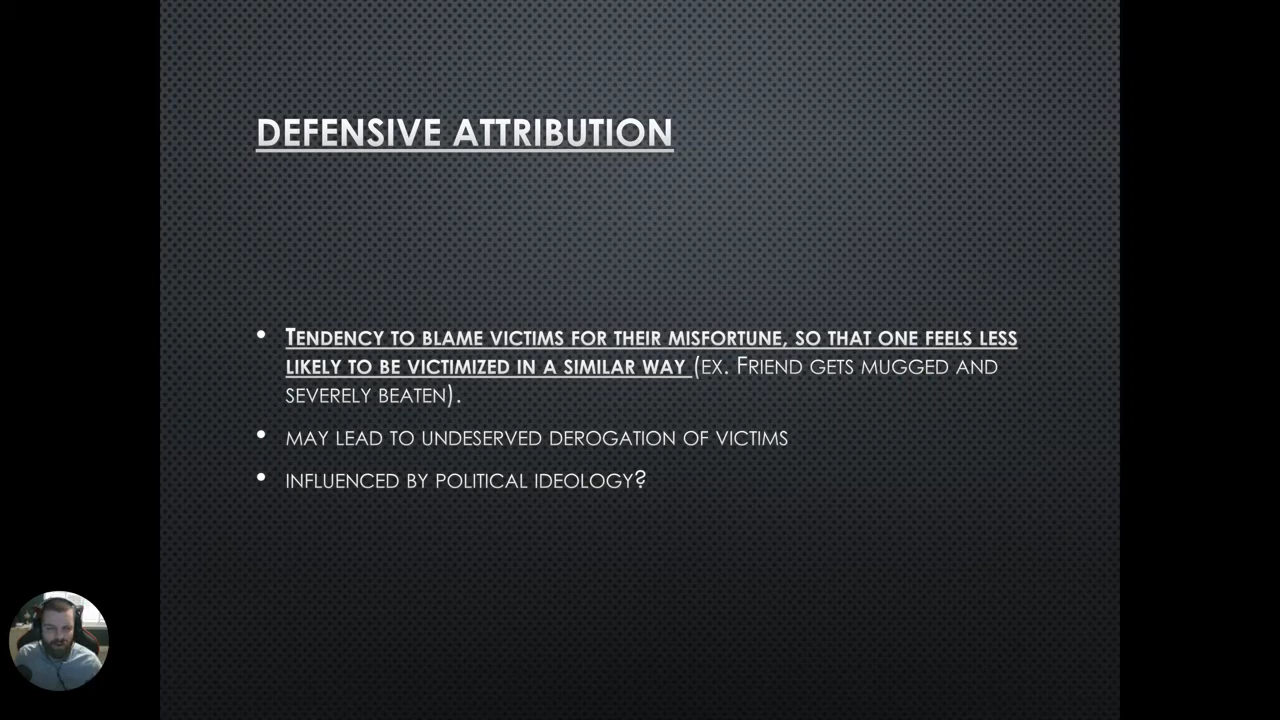 DEFENSIVE ATTRIBUTION
• TENDENCY TO BLAME VICTIMS FOR THEIR MISFORTUNE, SO THAT ONE FEELS LESS
LIKELY TO BE VICTIMIZED IN A SIMILAR WAY (EX. FRIEND GETS MUGGED AND
SEVERELY BEATEN).
• MAY LEAD TO UNDESERVED DEROGATION OF VICTIMS
• INFLUENCED BY POLITICAL IDEOLOGY?